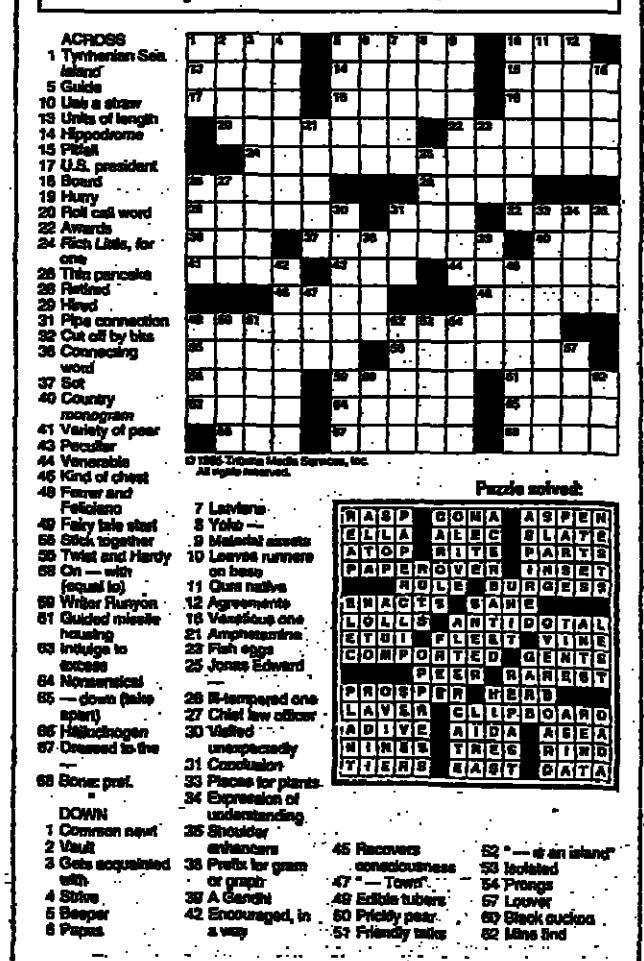 ACROSS
1 Tyrrhenian Sea
island
5 Guide
10 Use a straw
13 Units of length
14 Hippodrome
15 Pitfall
17 U.S. president
18 Board
19 Hurry
20 Roll call word
22 Awards
24 Rich Little, for
one
26 Thin pancake
28 Retired
29 Hired
31 Pipe connection
32 Cut off by bits
36 Connecting
word
37 Sot
40 Country
monogram
41 Variety of pear
43 Peculiar
44 Venerable
46 Kind of chest
48 Ferrer and
Feliciano
49 Fairy tale start
55 Stick together
56 Twist and Hardy
58 On — with
(equal to)
59 Writer Runyon
61 Guided missile
housing
63 Indulge to
excess
64 Nonsensical
65 — down (take
apart)
66 Hallucinogen
67 Dressed to the
—
68 Bone: pref.
DOWN
1 Common newt
2 Vault
3 Gets acquainted
with
4 Strive
5 Beeper
6 Papas
© 1995 Tribune Media Services, Inc.
All rights reserved.
7 Latvians
8 Yoko —
9 Material assets
10 Leaves runners
on base
11 Ours native
12 Agreements
16 Vexatious one
21 Amphetamine
23 Fish eggs
25 Jonas Edward
—
26 Ill-tempered one
27 Chief law officer
30 Visited
unexpectedly
31 Conclusion
33 Places for plants
34 Expression of
understanding
35 Shoulder
enhancers
38 Prefix for gram
or graph
39 A Gandhi
42 Encouraged, in
a way
Puzzle solved:
RASP COMA ASPEN
ELLA ALEC SLATE
ATOP RITE PARTS
PAPEROVER INSET
RULE BURGESS
ENACTS SANE
LOLLS ANTIDOTAL
ETUI FLEET VINE
COMPORTED GENTS
PEER RAREST
PROSPER HERB
LAVER CLIPBOARD
ADIVE AIDA ASEA
NINES TRES RIND
TIERS EAST DATA
45 Recovers
consciousness
47 "— Town"
49 Edible tubers
50 Prickly pear
51 Friendly talks
52 "— is an island"
53 Isolated
54 Prongs
57 Louver
60 Black cuckoo
62 Mine find